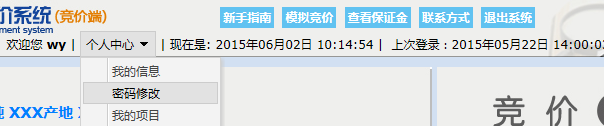 价系统 (竞价端) 新手指南 模拟竞价 查看保证金 联系方式 退出系统
ment system
欢迎您 wy | 个人中心 | 现在是: 2015年06月02日 10:14:54 | 上次登录：2015年05月22日 14:00:0
我的信息
密码修改
XXX产地 竞 价
我的项目